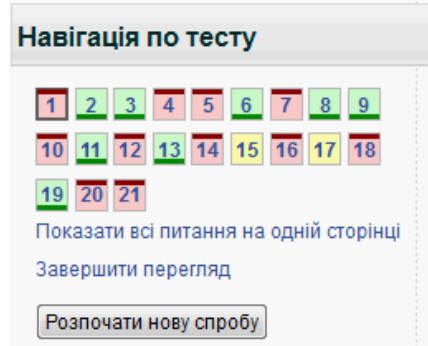 Навігація по тесту
1 2 3 4 5 6 7 8 9
10 11 12 13 14 15 16 17 18
19 20 21
Показати всі питання на одній сторінці
Завершити перегляд
Розпочати нову спробу